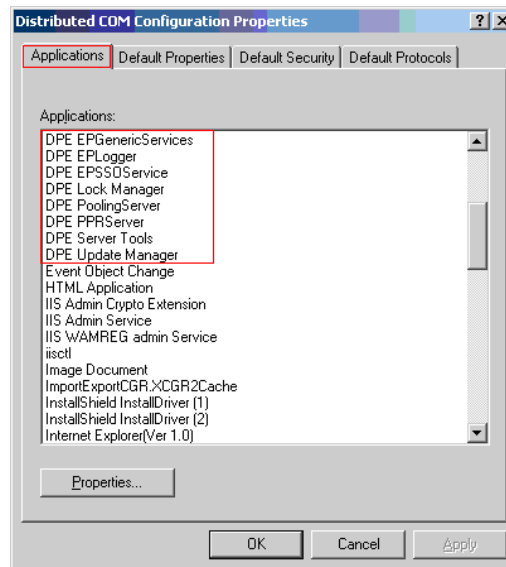 Distributed COM Configuration Properties
Applications Default Properties Default Security Default Protocols
Applications:
DPE EPGenericServices
DPE EPLogger
DPE EPSSOService
DPE Lock Manager
DPE PoolingServer
DPE PPRServer
DPE Server Tools
DPE Update Manager
Event Object Change
HTML Application
IIS Admin Crypto Extension
IIS Admin Service
IIS WAMREG admin Service
iisctl
Image Document
ImportExportCGR.XCGR2Cache
InstallShield InstallDriver (1)
InstallShield InstallDriver (2)
Internet Explorer(Ver 1.0)
Properties...
OK Cancel Apply